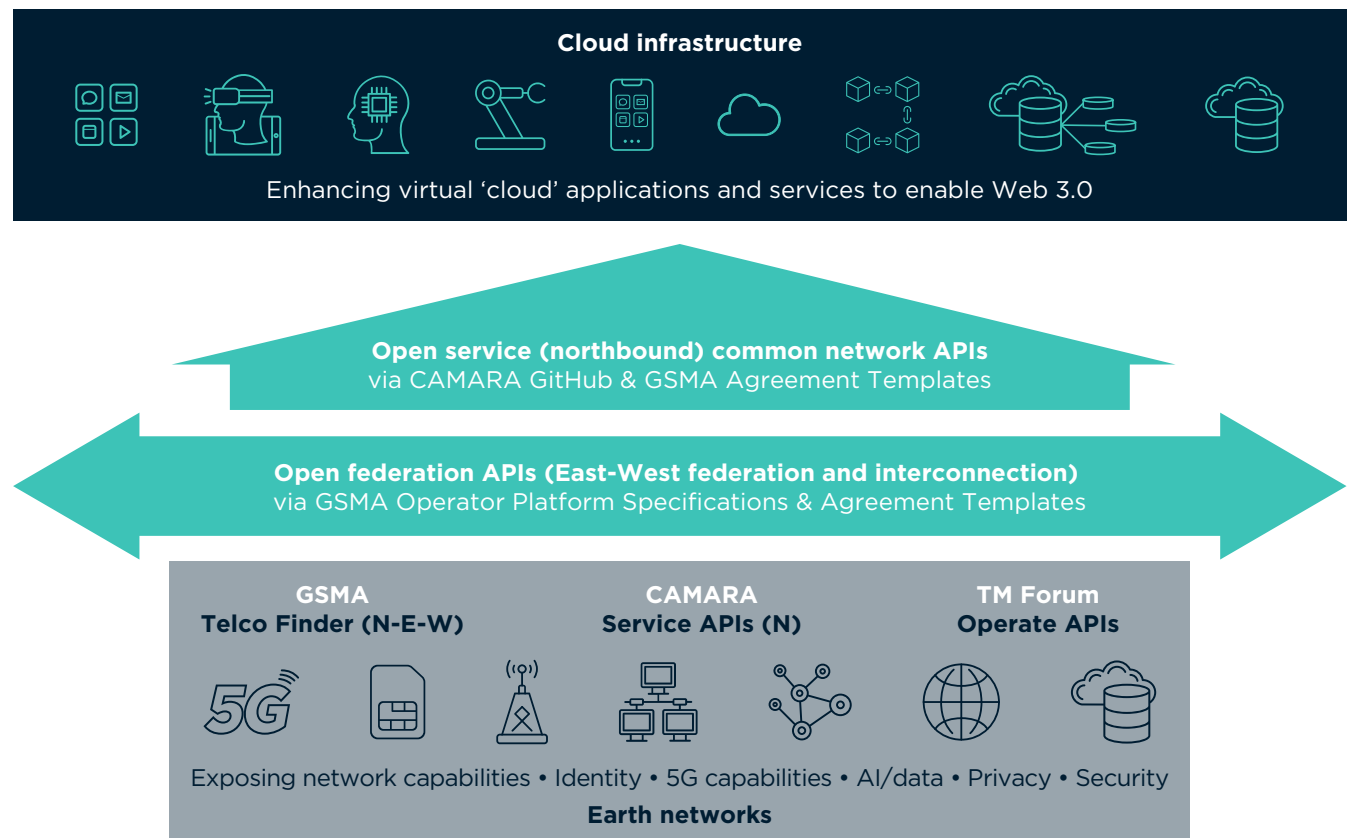 Cloud infrastructure
Enhancing virtual ‘cloud’ applications and services to enable Web 3.0
Open service (northbound) common network APIs
via CAMARA GitHub & GSMA Agreement Templates
Open federation APIs (East-West federation and interconnection)
via GSMA Operator Platform Specifications & Agreement Templates
GSMA
Telco Finder (N-E-W)
CAMARA
Service APIs (N)
TM Forum
Operate APIs
5G
Exposing network capabilities • Identity • 5G capabilities • AI/data • Privacy • Security
Earth networks